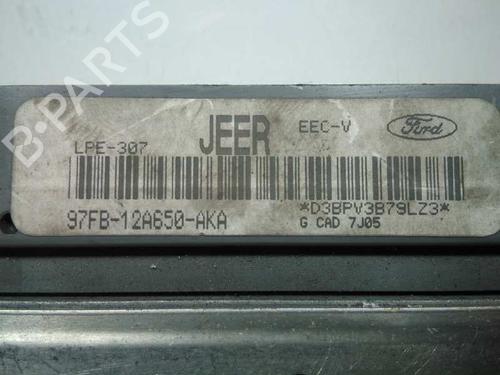 JEER
EEC-V
Ford
LPE-307
97FB-12A650-AKA
*D3BPV3B79LZ3*
G CAD 7J05
B-PARTS